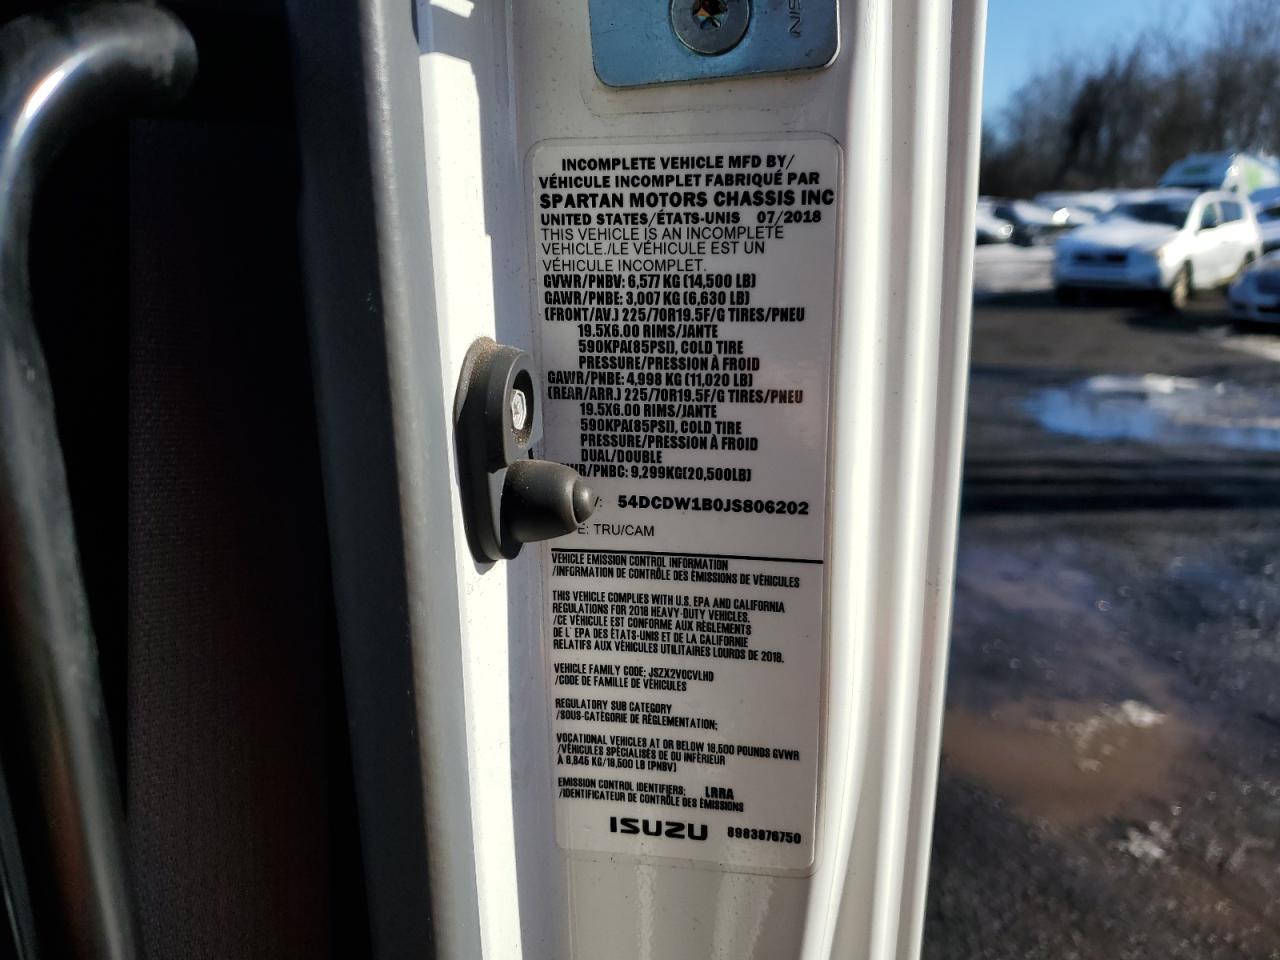 INCOMPLETE VEHICLE MFD BY/
VÉHICULE INCOMPLET FABRIQUÉ PAR
SPARTAN MOTORS CHASSIS INC
UNITED STATES/ÉTATS-UNIS 07/2018
THIS VEHICLE IS AN INCOMPLETE
VEHICLE./LE VÉHICULE EST UN
VÉHICULE INCOMPLET.
GVWR/PNBV: 6,577 KG (14,500 LB)
GAWR/PNBE: 3,007 KG (6,630 LB)
(FRONT/AV.) 225/70R19.5F/G TIRES/PNEU
19.5X6.00 RIMS/JANTE
590KPA(85PSI), COLD TIRE
PRESSURE/PRESSION À FROID
GAWR/PNBE: 4,998 KG (11,020 LB)
(REAR/ARR.) 225/70R19.5F/G TIRES/PNEU
19.5X6.00 RIMS/JANTE
590KPA(85PSI), COLD TIRE
PRESSURE/PRESSION À FROID
DUAL/DOUBLE
WR/PNBC: 9,299KG(20,500LB)
54DCDW1B0JS806202
E: TRU/CAM
VEHICLE EMISSION CONTROL INFORMATION
/INFORMATION DE CONTRÔLE DES ÉMISSIONS DE VÉHICULES
THIS VEHICLE COMPLIES WITH U.S. EPA AND CALIFORNIA
REGULATIONS FOR 2018 HEAVY-DUTY VEHICLES.
/CE VÉHICULE EST CONFORME AUX RÈGLEMENTS
DE L' EPA DES ÉTATS-UNIS ET DE LA CALIFORNIE
RELATIFS AUX VÉHICULES UTILITAIRES LOURDS DE 2018.
VEHICLE FAMILY CODE: JSZX2VOCVLHD
/CODE DE FAMILLE DE VÉHICULES
REGULATORY SUB CATEGORY
/SOUS-CATÉGORIE DE RÈGLEMENTATION:
VOCATIONAL VEHICLES AT OR BELOW 19,500 POUNDS GVWR
/VÉHICULES SPÉCIALISÉS DE OU INFÉRIEUR
À 8,845 KG/19,500 LB (PNBV)
EMISSION CONTROL IDENTIFIERS: LRRA
/IDENTIFICATEUR DE CONTRÔLE DES ÉMISSIONS
ISUZU 8983876750